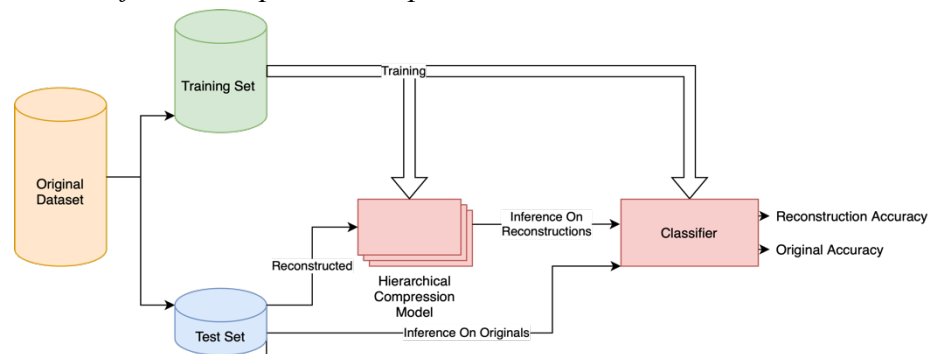 Training Set
Training
Original
Dataset
Inference On
Reconstructions
Classifier
Reconstruction Accuracy
Original Accuracy
Reconstructed
Hierarchical
Compression
Model
Test Set
Inference On Originals